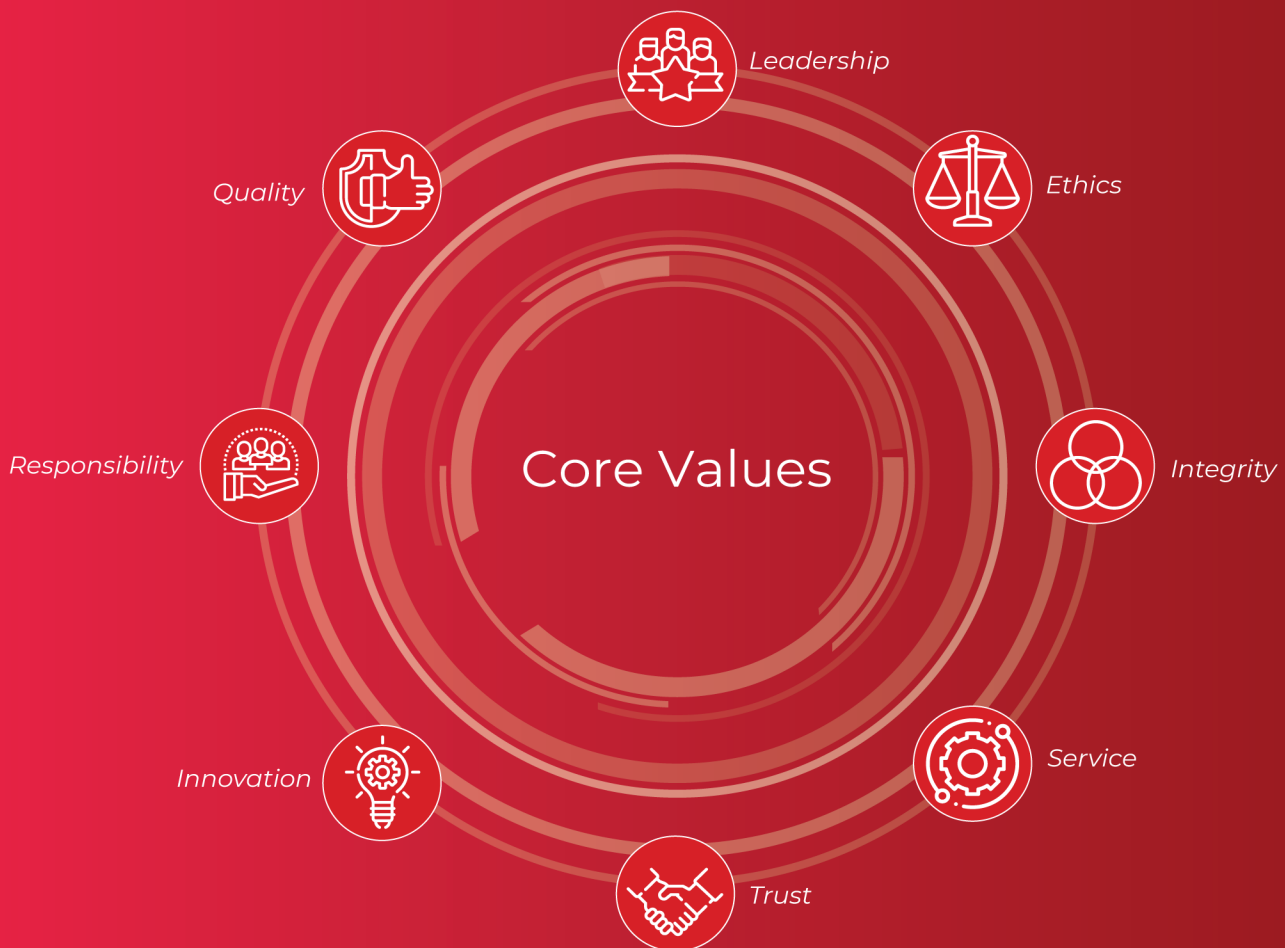 Leadership
Quality
Ethics
Responsibility
Core Values
Integrity
Service
Innovation
Trust